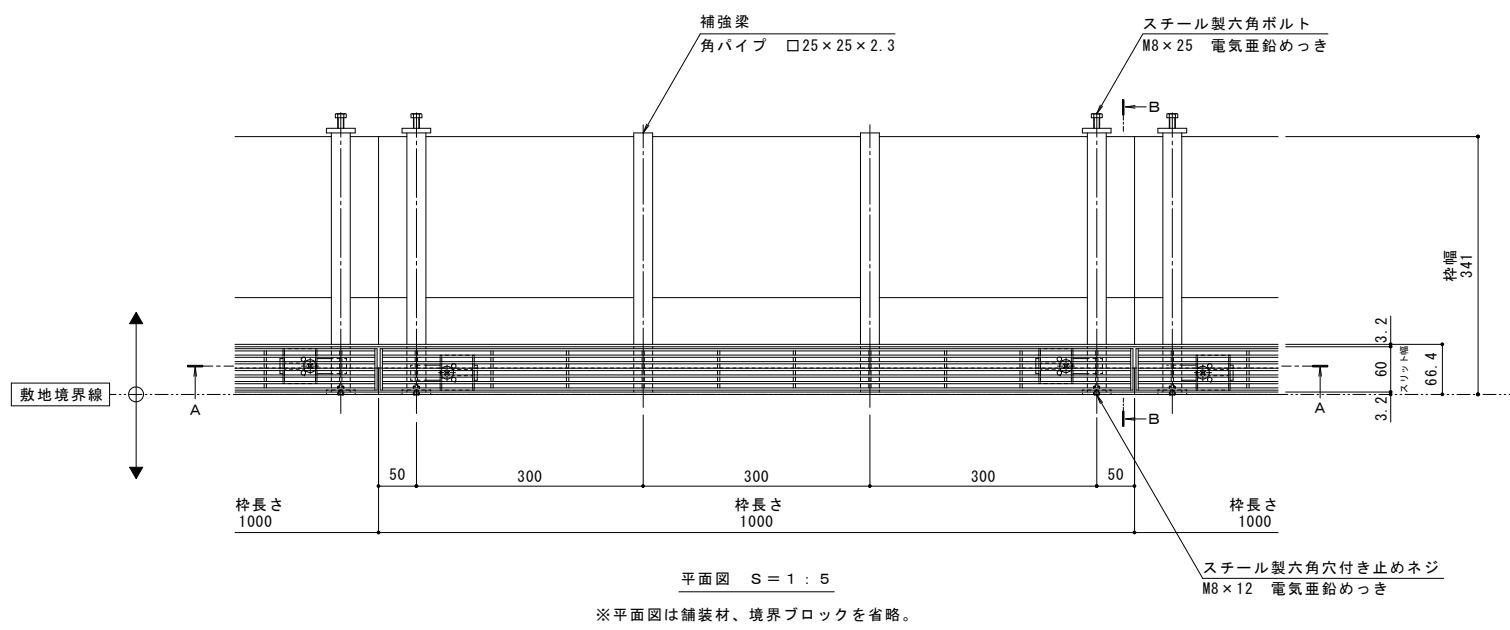 補強梁
角パイプ　□25×25×2.3
スチール製六角ボルト
M8×25　電気亜鉛めっき
B
枠幅
341
3.2
60
スリット幅
66.4
3.2
敷地境界線
A
A
B
50
300
300
300
50
枠長さ
1000
枠長さ
1000
枠長さ
1000
スチール製六角穴付き止めネジ
M8×12　電気亜鉛めっき
平面図　S＝1：5
※平面図は舗装材、境界ブロックを省略。